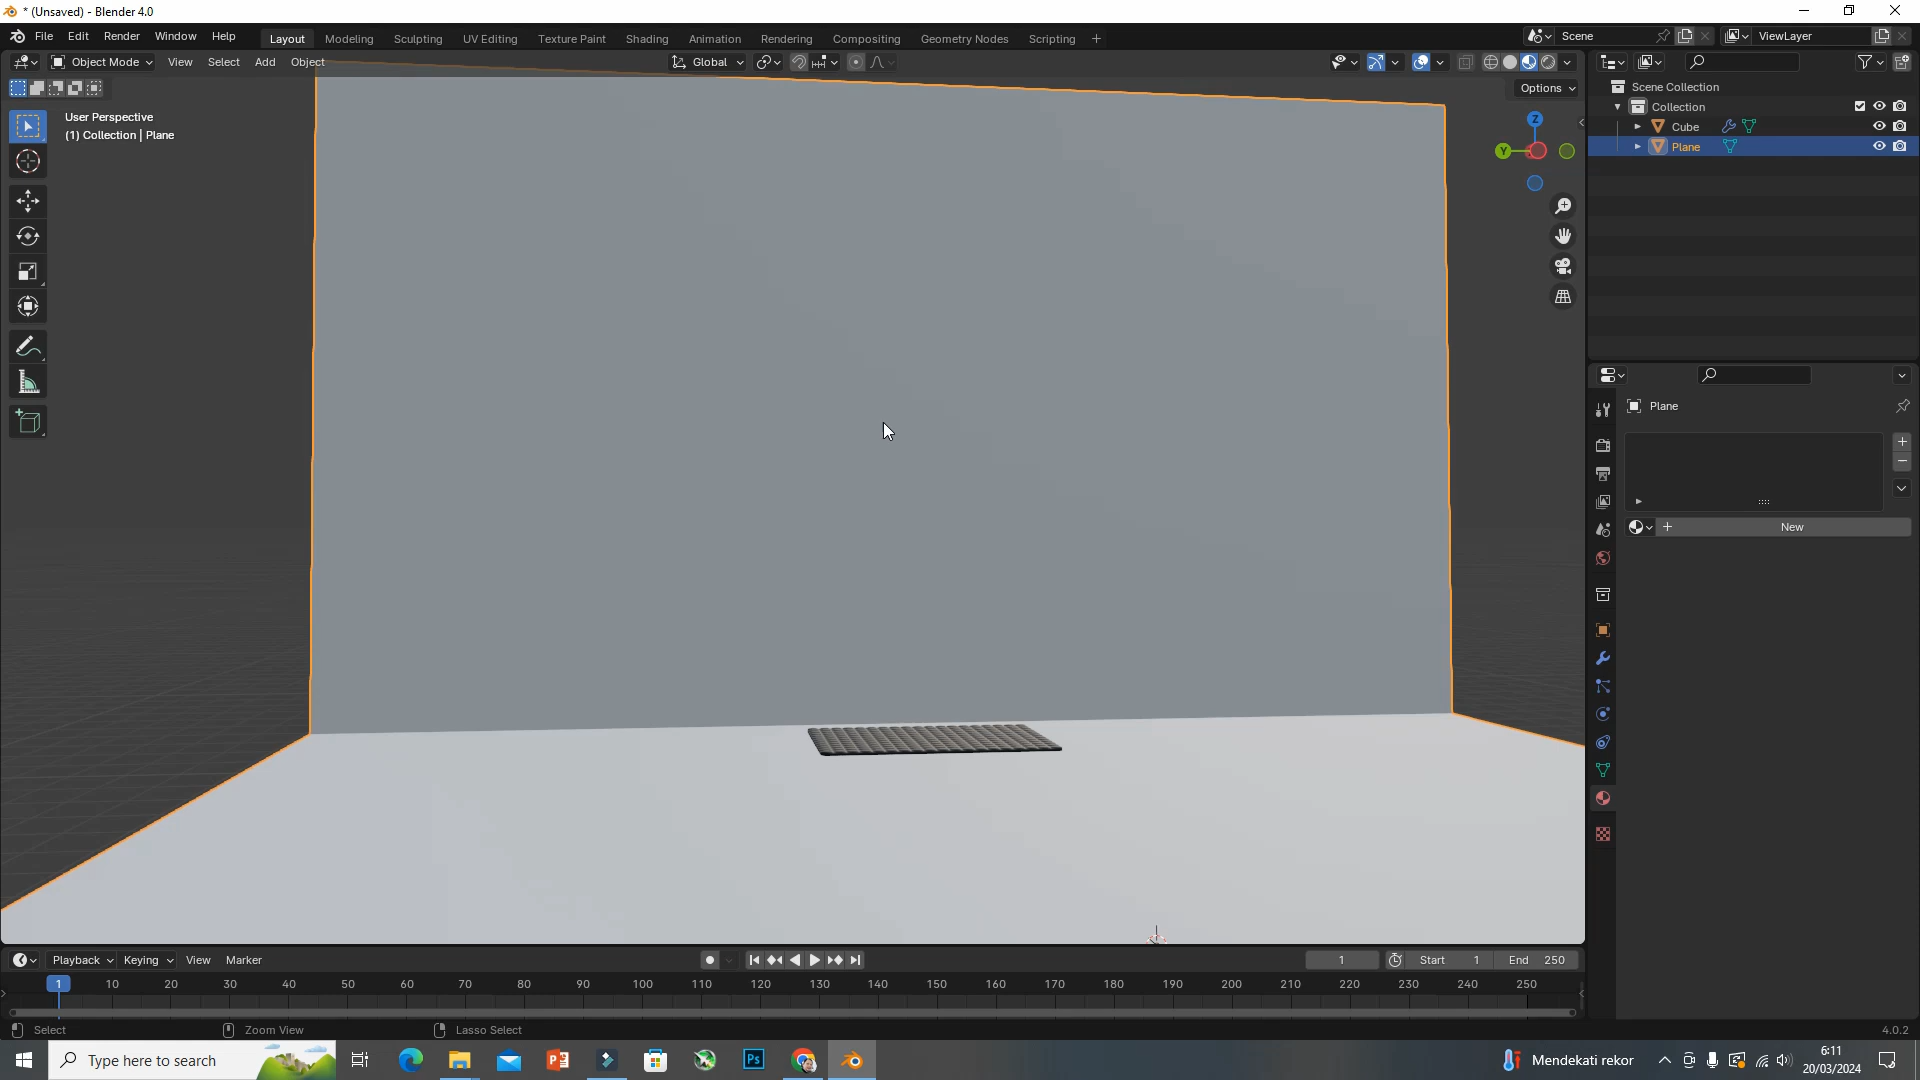 * (Unsaved) - Blender 4.0
File Edit Render Window Help Layout Modeling Sculpting UV Editing Texture Paint Shading Animation Rendering Compositing Geometry Nodes Scripting + Scene ViewLayer
Object Mode View Select Add Object Global
Options
User Perspective
(1) Collection | Plane
Z
Y
Scene Collection
Collection
Cube
Plane
Plane
New
Playback Keying View Marker 1 Start 1 End 250
1 10 20 30 40 50 60 70 80 90 100 110 120 130 140 150 160 170 180 190 200 210 220 230 240 250
Select Zoom View Lasso Select 4.0.2
Type here to search
Ps
Mendekati rekor
6:11
20/03/2024